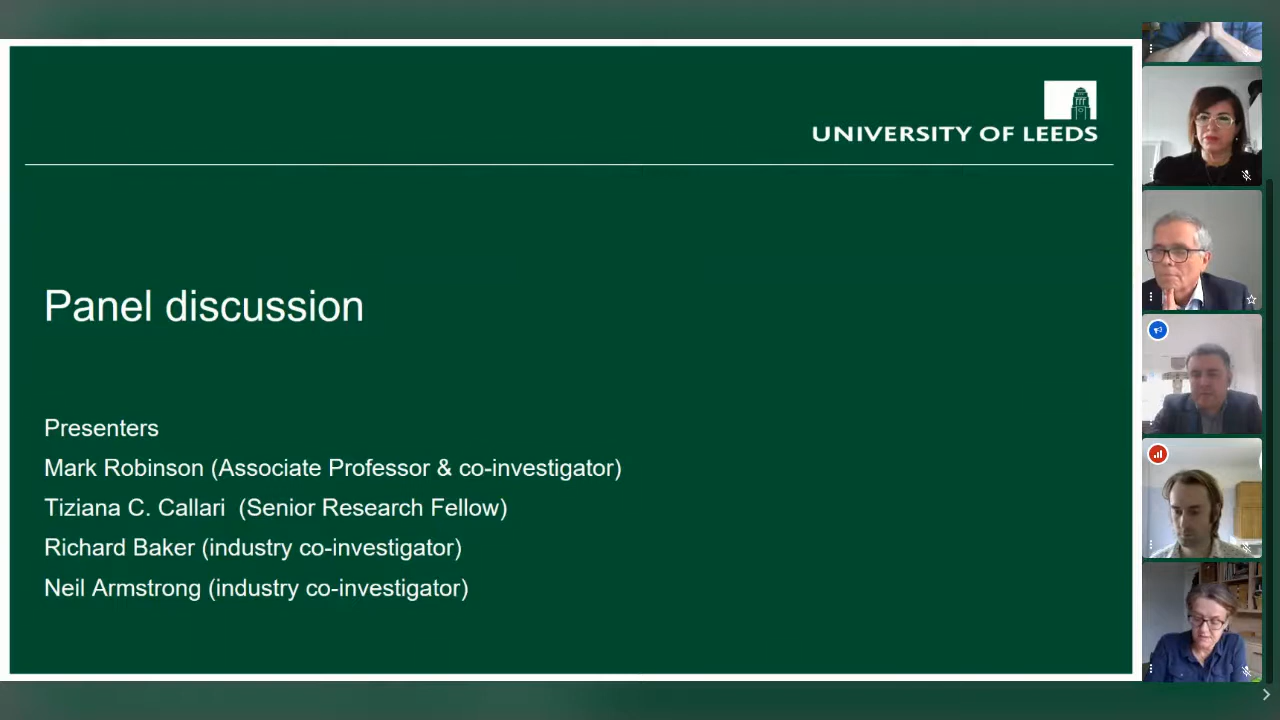 UNIVERSITY OF LEEDS
Panel discussion
Presenters
Mark Robinson (Associate Professor & co-investigator)
Tiziana C. Callari (Senior Research Fellow)
Richard Baker (industry co-investigator)
Neil Armstrong (industry co-investigator)